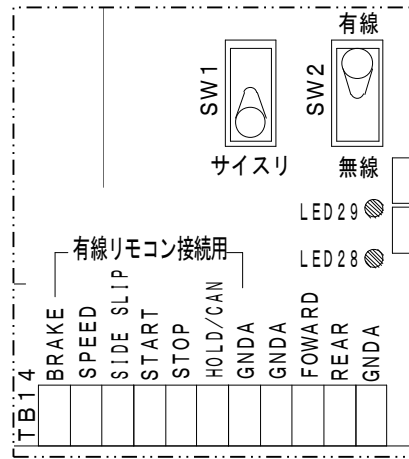 有線
SW1
SW2
サイスリ
無線
LED29
LED28
有線リモコン接続用
TB14
BRAKE
SPEED
SIDE SLIP
START
STOP
HOLD/CAN
GNDA
GNDA
FOWARD
REAR
GNDA